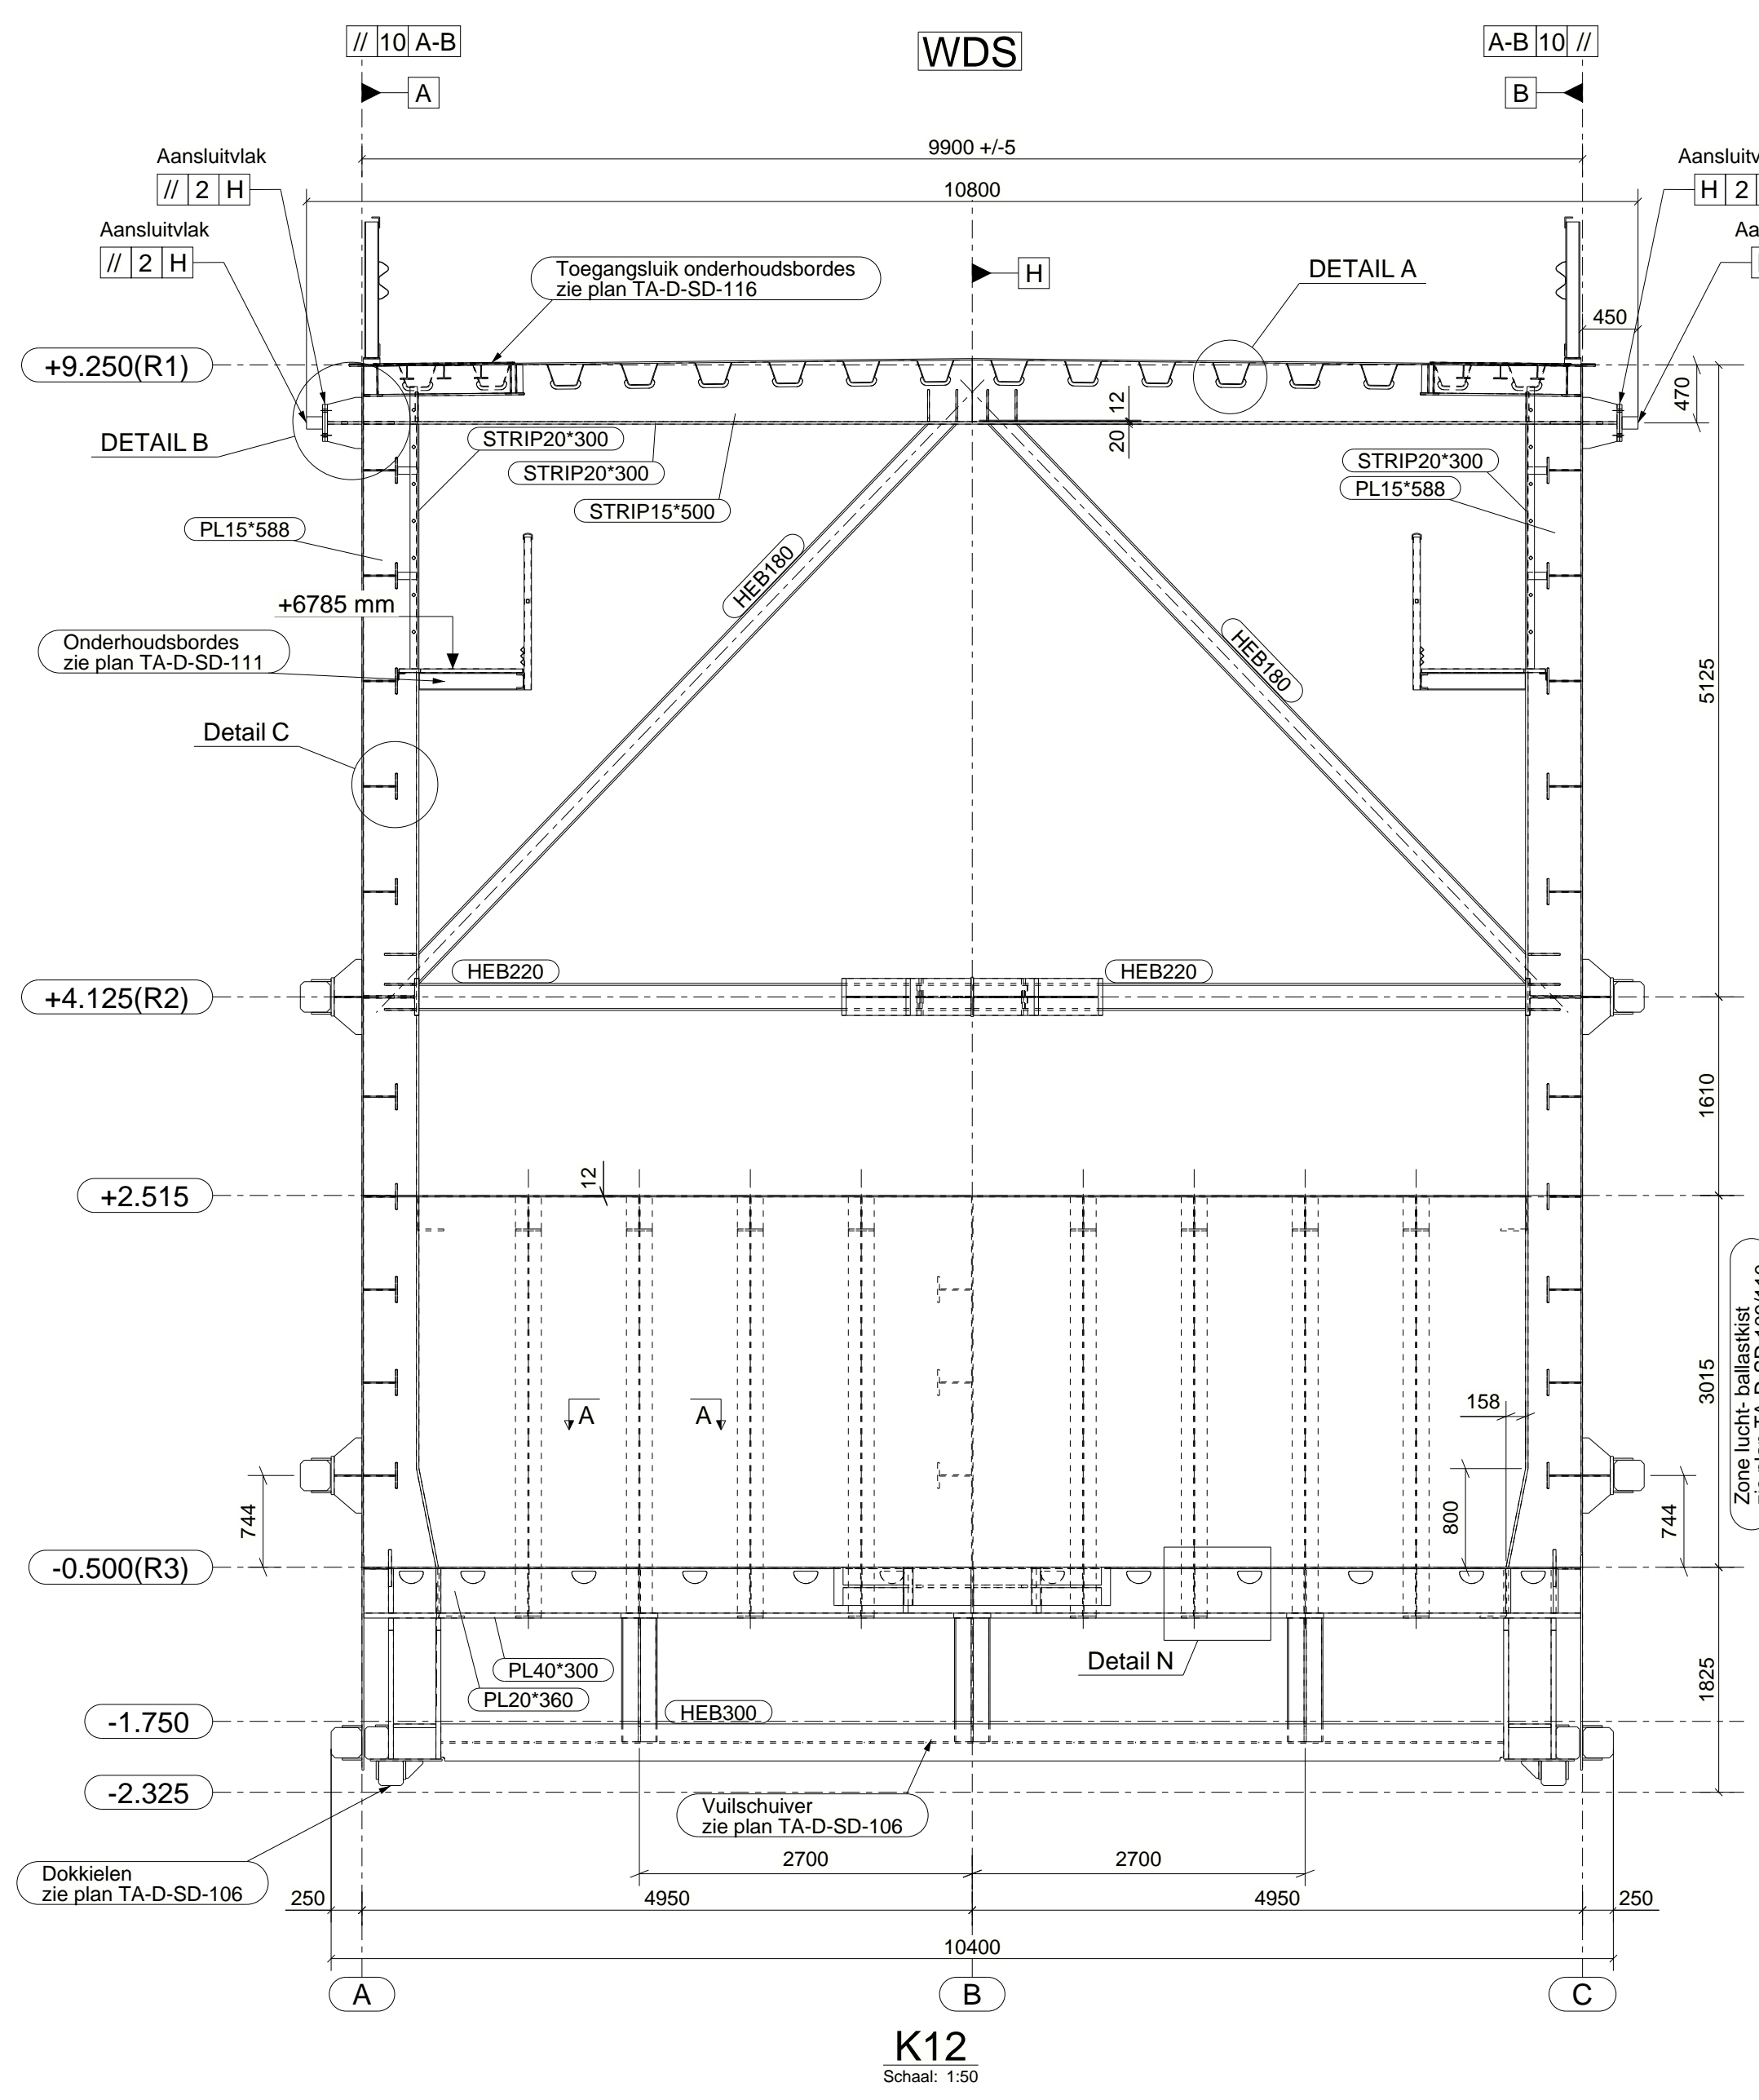 // 10 A-B
WDS
A-B 10 //
A
B
9900 +/-5
Aansluitvlak
// 2 H
10800
H 2
Aansluitvlak
// 2 H
Toegangsluik onderhoudsbordes
zie plan TA-D-SD-116
H
DETAIL A
450
+9.250(R1)
470
12
20
DETAIL B
STRIP20*300
STRIP20*300
STRIP15*500
STRIP20*300
PL15*588
PL15*588
HEB180
HEB180
+6785 mm
Onderhoudsbordes
zie plan TA-D-SD-111
5125
Detail C
HEB220
HEB220
+4.125(R2)
1610
+2.515
12
Zone lucht- ballastkist
3015
A
A
158
744
800
744
-0.500(R3)
PL40*300
PL20*360
Detail N
1825
HEB300
-1.750
-2.325
Vuilschuiver
zie plan TA-D-SD-106
Dokkielen
zie plan TA-D-SD-106
2700
2700
250
4950
4950
250
10400
A
B
C
K12
Schaal: 1:50